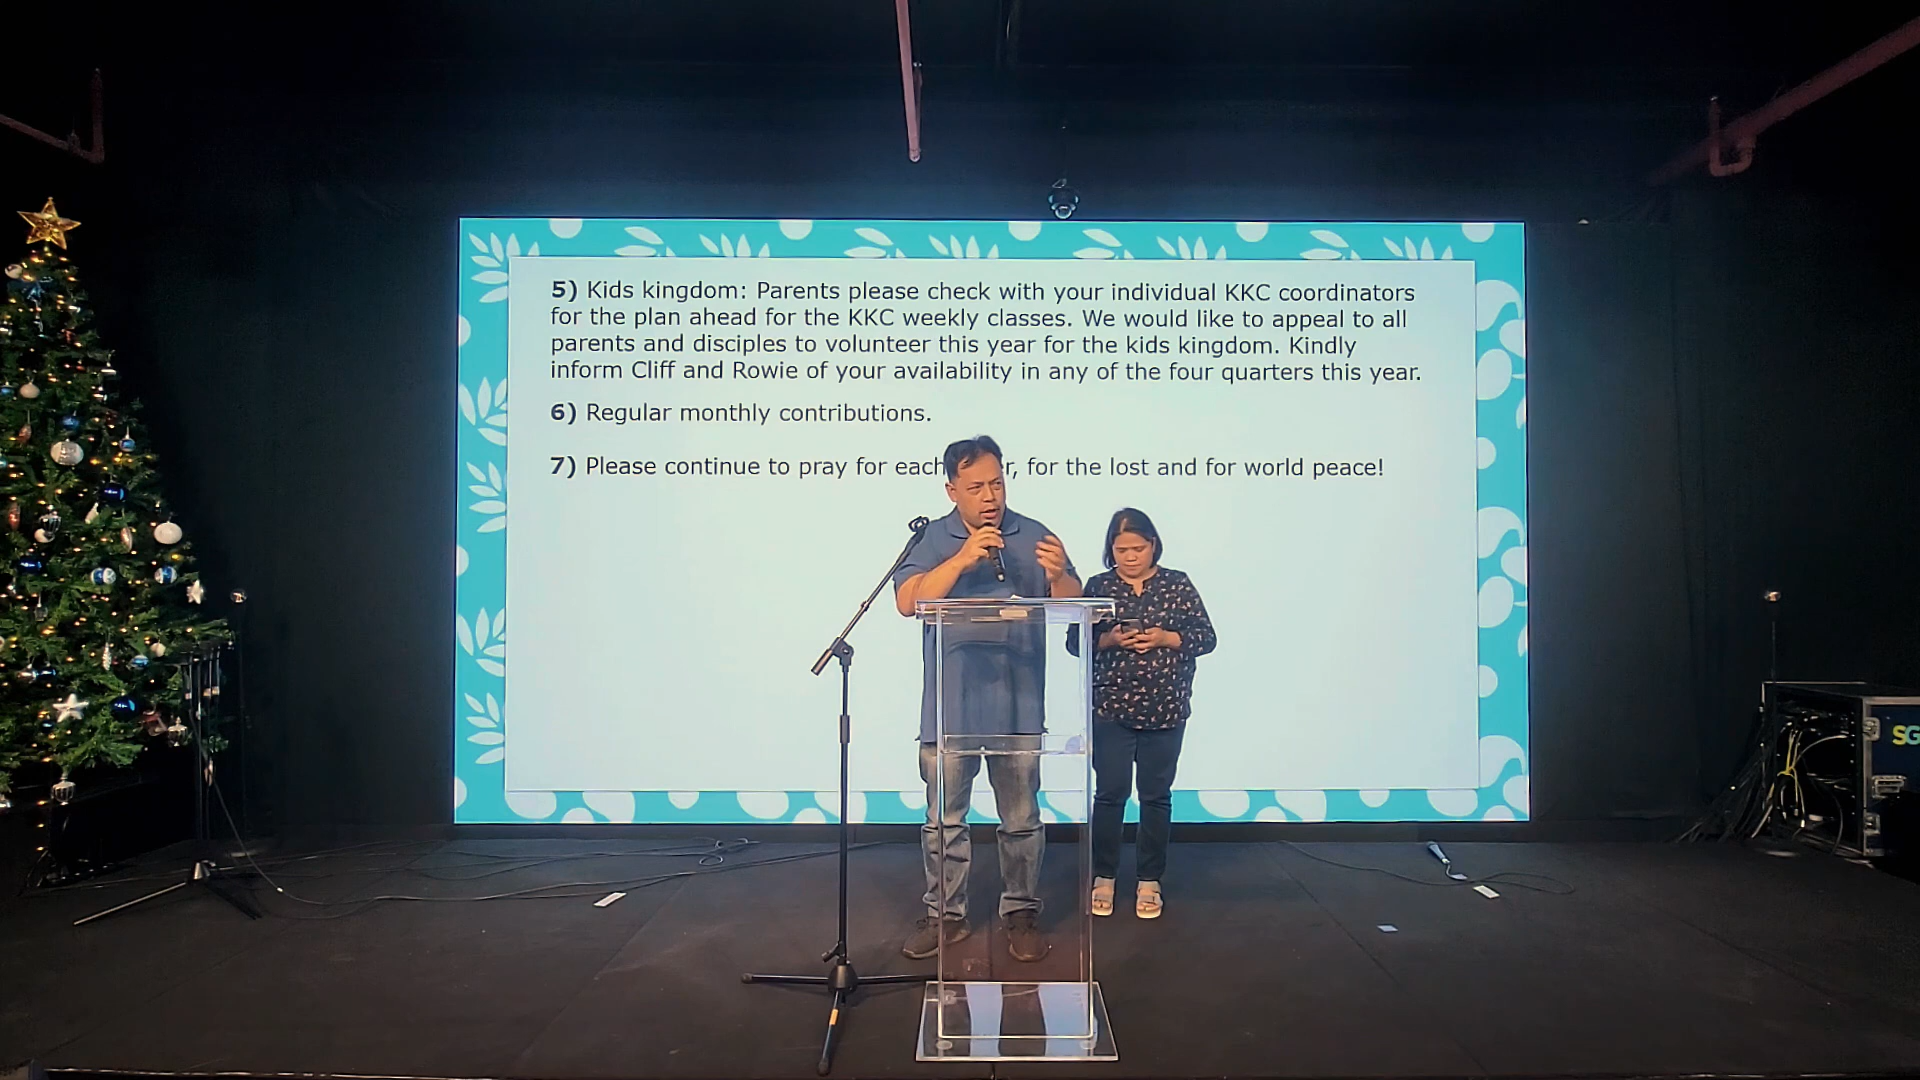 5) Kids kingdom: Parents please check with your individual KKC coordinators
for the plan ahead for the KKC weekly classes. We would like to appeal to all
parents and disciples to volunteer this year for the kids kingdom. Kindly
inform Cliff and Rowie of your availability in any of the four quarters this year.
6) Regular monthly contributions.
7) Please continue to pray for each r, for the lost and for world peace!
SG